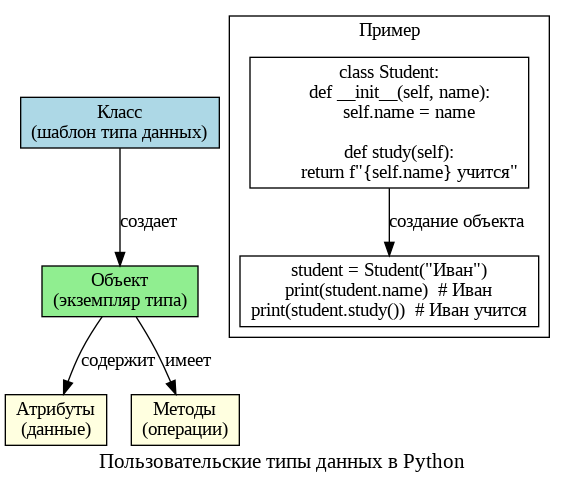 Класс
(шаблон типа данных)
создает
Объект
(экземпляр типа)
содержит
имеет
Атрибуты
(данные)
Методы
(операции)
Пример
class Student:
def __init__(self, name):
self.name = name
def study(self):
return f"{self.name} учится"
создание объекта
student = Student("Иван")
print(student.name)  # Иван
print(student.study())  # Иван учится
Пользовательские типы данных в Python